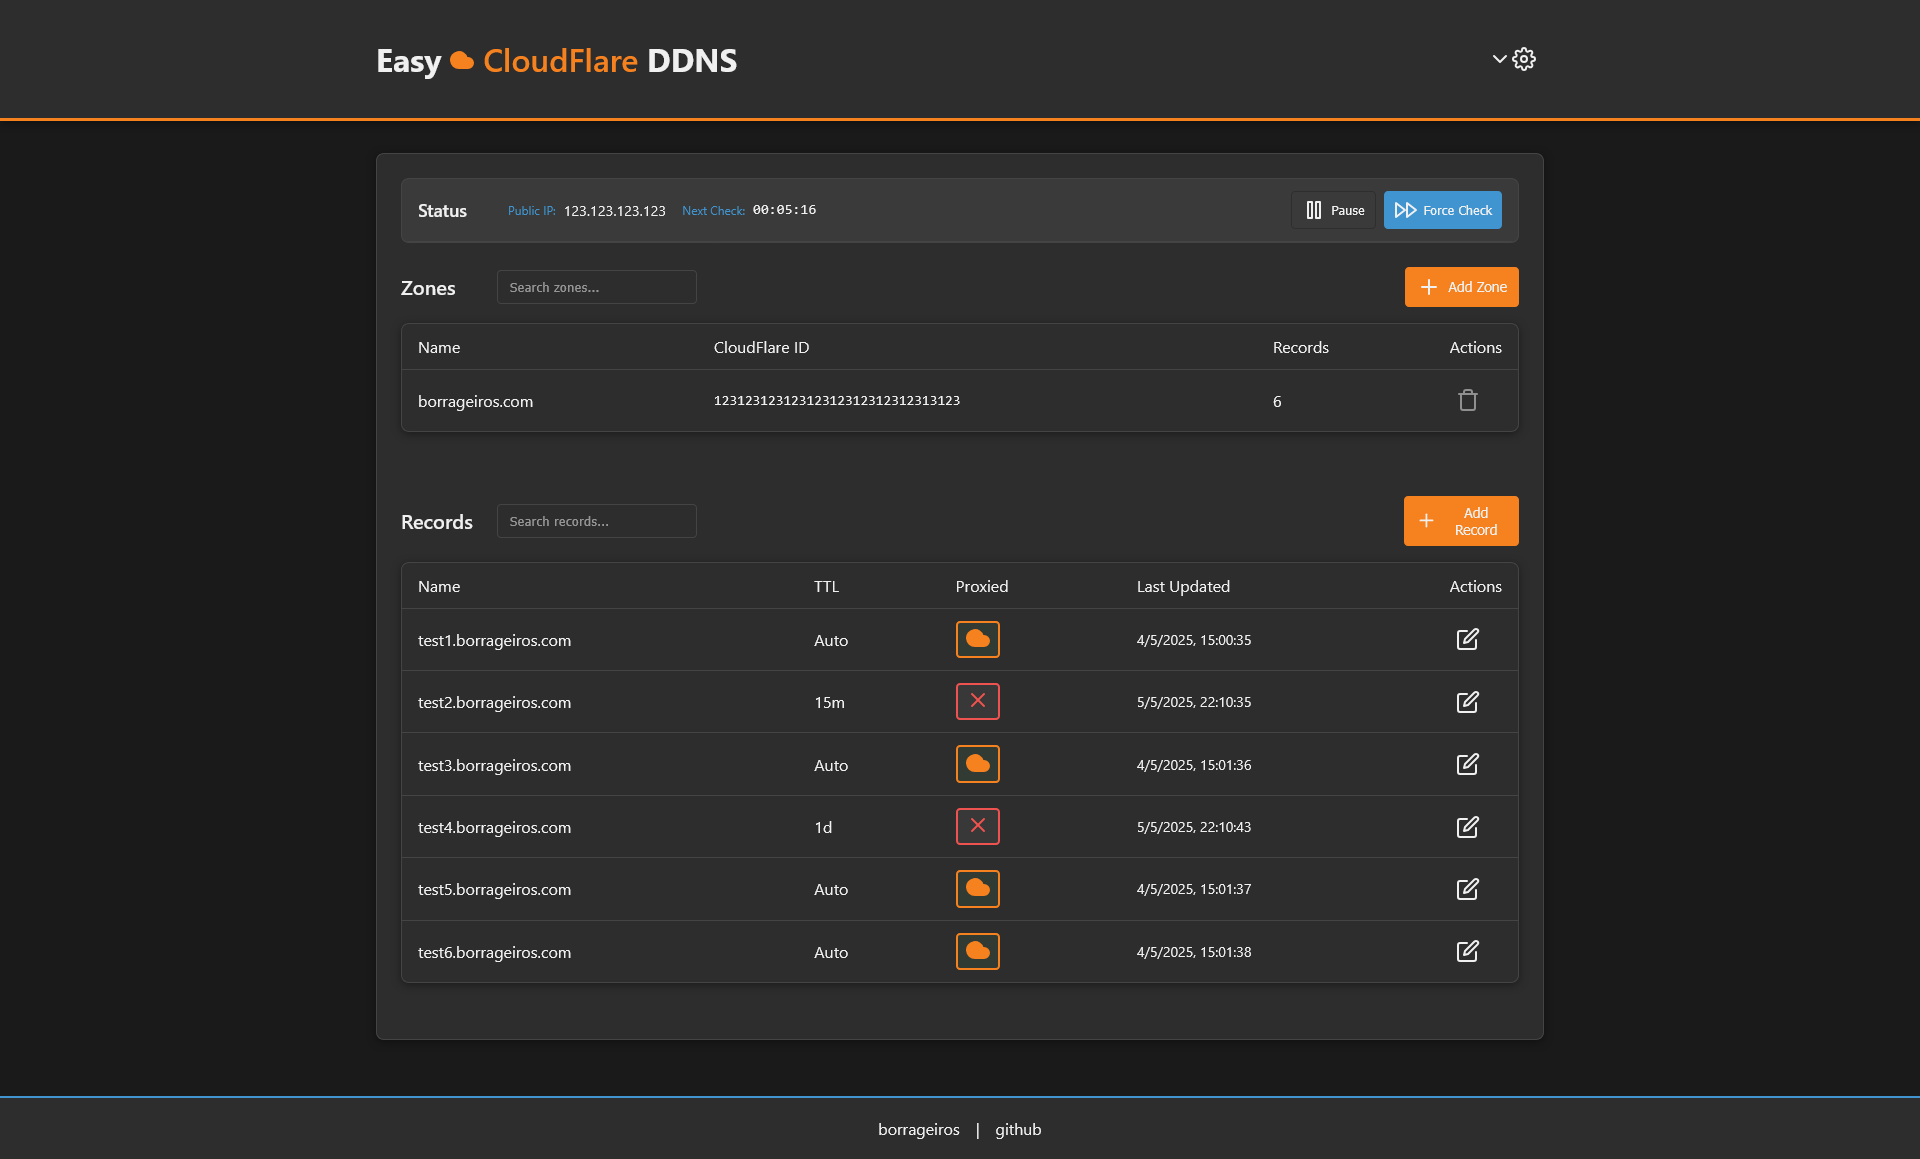 Easy CloudFlare DDNS
Status Public IP: 123.123.123.123 Next Check: 00:05:16 Pause Force Check
Zones Search zones... Add Zone
Name CloudFlare ID Records Actions
borrageiros.com 12312312312312312312312312313123 6
Records Search records... Add Record
Name TTL Proxied Last Updated Actions
test1.borrageiros.com Auto 4/5/2025, 15:00:35
test2.borrageiros.com 15m 5/5/2025, 22:10:35
test3.borrageiros.com Auto 4/5/2025, 15:01:36
test4.borrageiros.com 1d 5/5/2025, 22:10:43
test5.borrageiros.com Auto 4/5/2025, 15:01:37
test6.borrageiros.com Auto 4/5/2025, 15:01:38
borrageiros | github